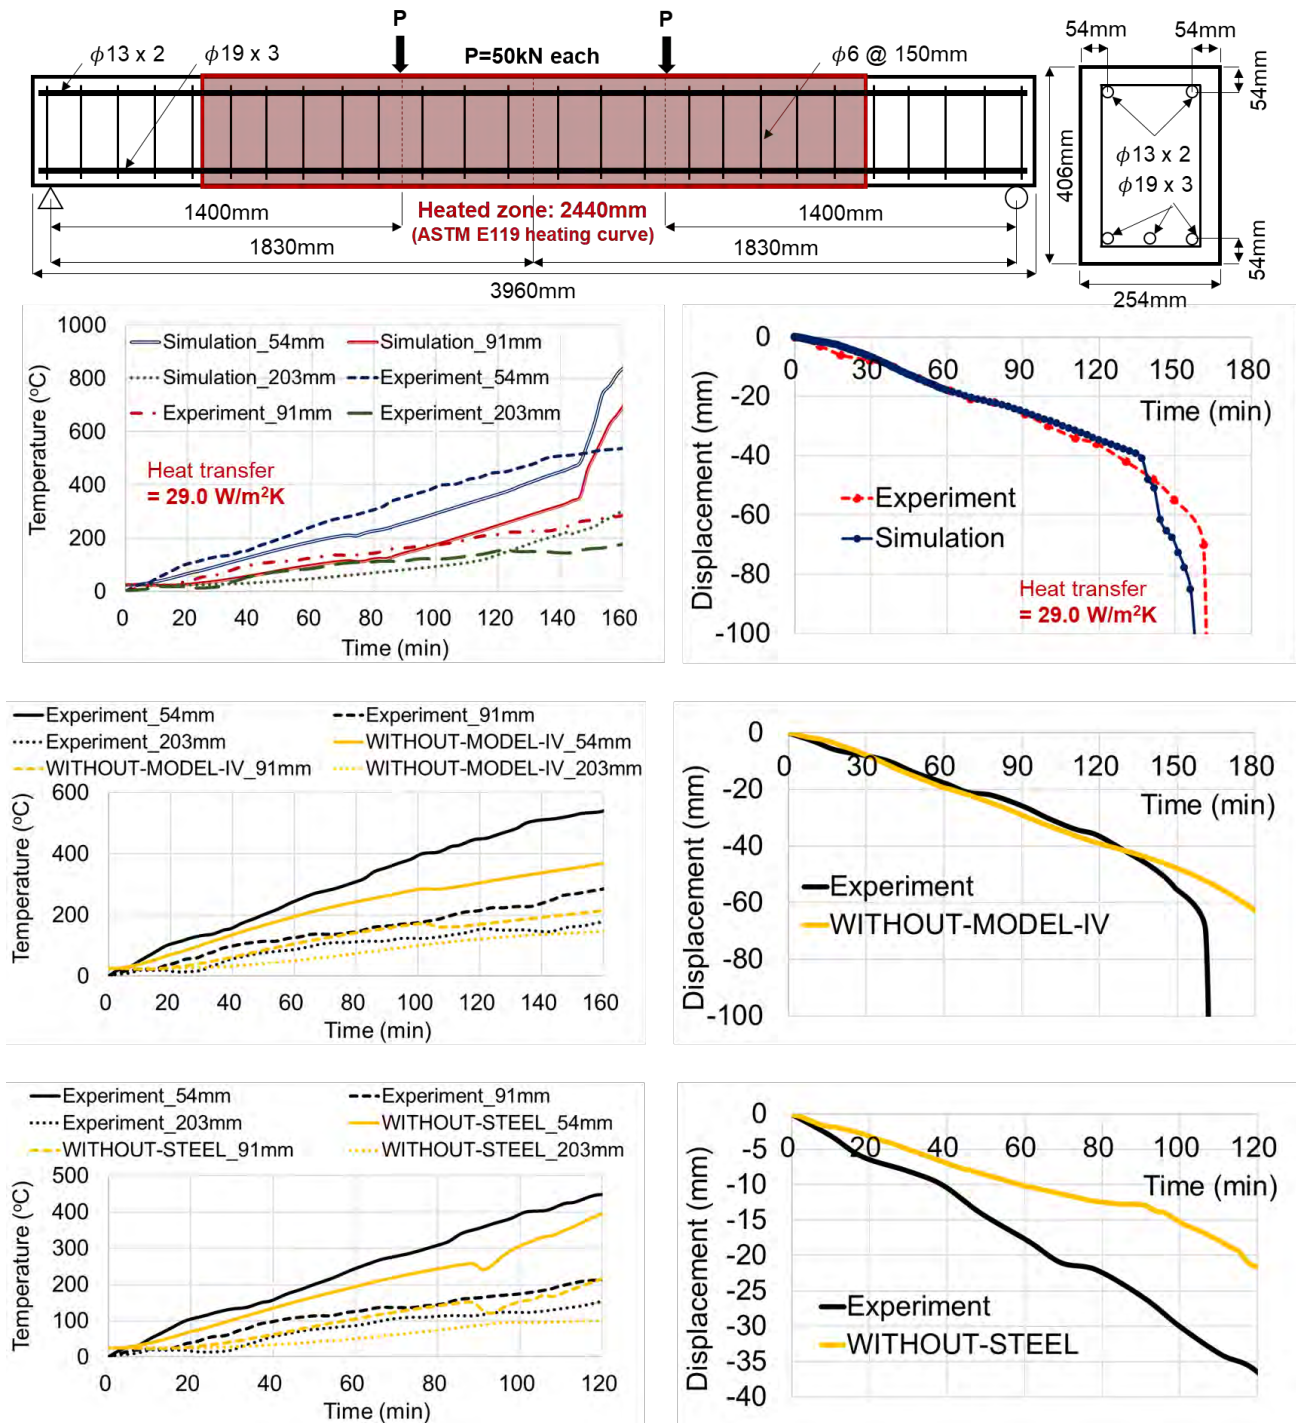 P
P
P=50kN each
ϕ13 x 2
ϕ19 x 3
ϕ6 @ 150mm
1400mm
Heated zone: 2440mm
(ASTM E119 heating curve)
1400mm
1830mm
1830mm
3960mm
54mm
54mm
54mm
406mm
ϕ13 x 2
ϕ19 x 3
54mm
254mm
Temperature (ºC)
1000
800
600
400
200
0
Simulation_54mm
Simulation_91mm
Simulation_203mm
Experiment_54mm
Experiment_91mm
Experiment_203mm
Heat transfer
= 29.0 W/m²K
0 20 40 60 80 100 120 140 160
Time (min)
Displacement (mm)
0
-20
-40
-60
-80
-100
0 30 60 90 120 150 180
Time (min)
Experiment
Simulation
Heat transfer
= 29.0 W/m²K
Experiment_54mm
Experiment_91mm
Experiment_203mm
WITHOUT-MODEL-IV_54mm
WITHOUT-MODEL-IV_91mm
WITHOUT-MODEL-IV_203mm
Temperature (ºC)
600
400
200
0
0 20 40 60 80 100 120 140 160
Time (min)
Displacement (mm)
0
-20
-40
-60
-80
-100
0 30 60 90 120 150 180
Time (min)
Experiment
WITHOUT-MODEL-IV
Experiment_54mm
Experiment_91mm
Experiment_203mm
WITHOUT-STEEL_54mm
WITHOUT-STEEL_91mm
WITHOUT-STEEL_203mm
Temperature (ºC)
500
400
300
200
100
0
0 20 40 60 80 100 120
Time (min)
Displacement (mm)
0
-5
-10
-15
-20
-25
-30
-35
-40
0 20 40 60 80 100 120
Time (min)
Experiment
WITHOUT-STEEL